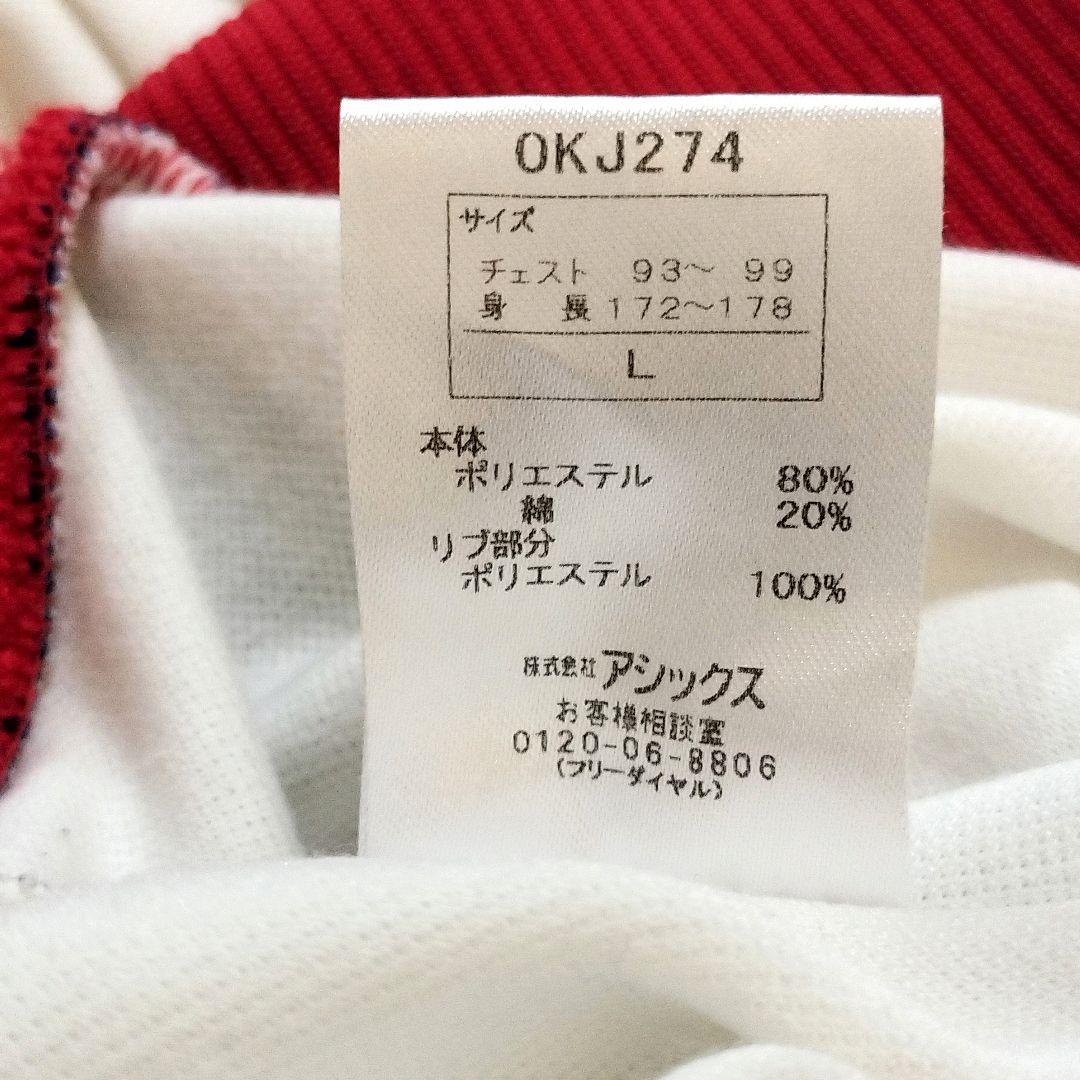 OKJ274
サイズ
チェスト 93～ 99
身 長 172～178
L
本体
ポリエステル 80%
綿 20%
リブ部分
ポリエステル 100%
株式会社 アシックス
お客様相談室
0120-06-8806
(フリーダイヤル)